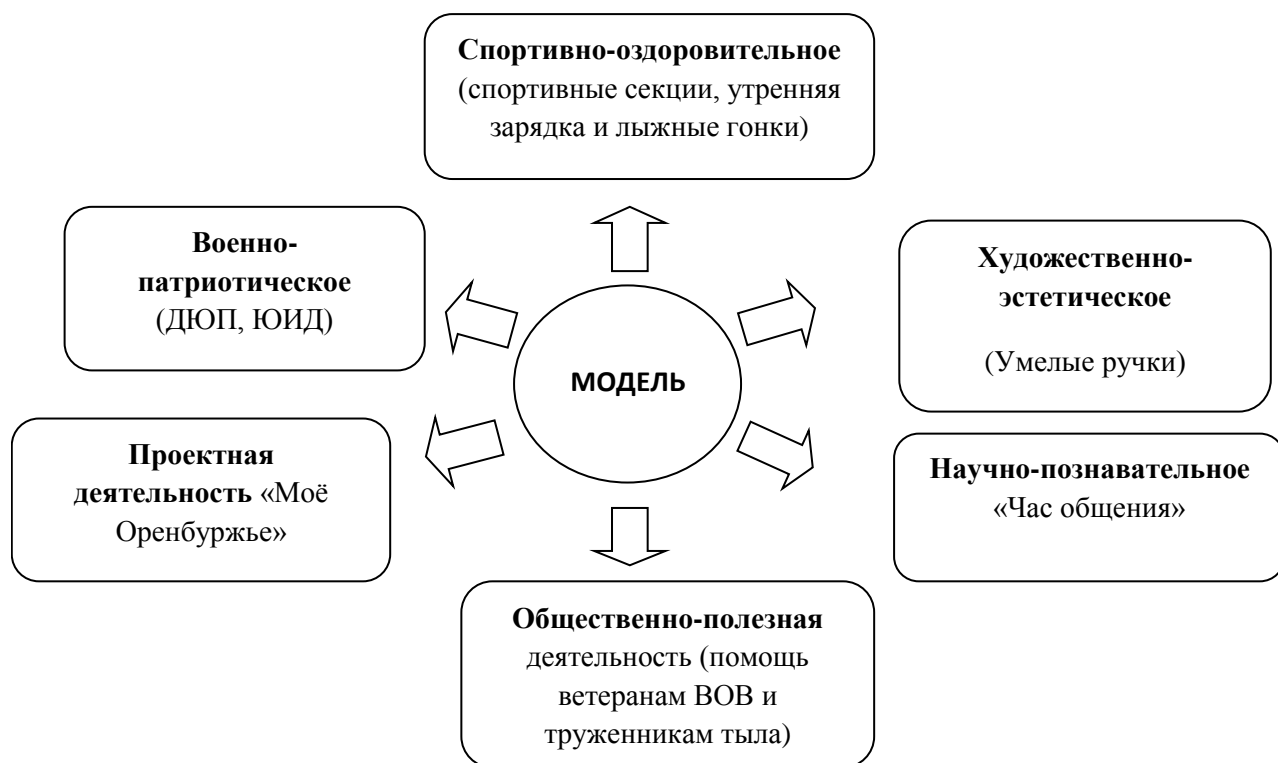 Спортивно-оздоровительное
(спортивные секции, утренняя
зарядка и лыжные гонки)
Военно-
патриотическое
(ДЮП, ЮИД)
Художественно-
эстетическое
(Умелые ручки)
МОДЕЛЬ
Проектная
деятельность «Моё
Оренбуржье»
Научно-познавательное
«Час общения»
Общественно-полезная
деятельность (помощь
ветеранам ВОВ и
труженникам тыла)